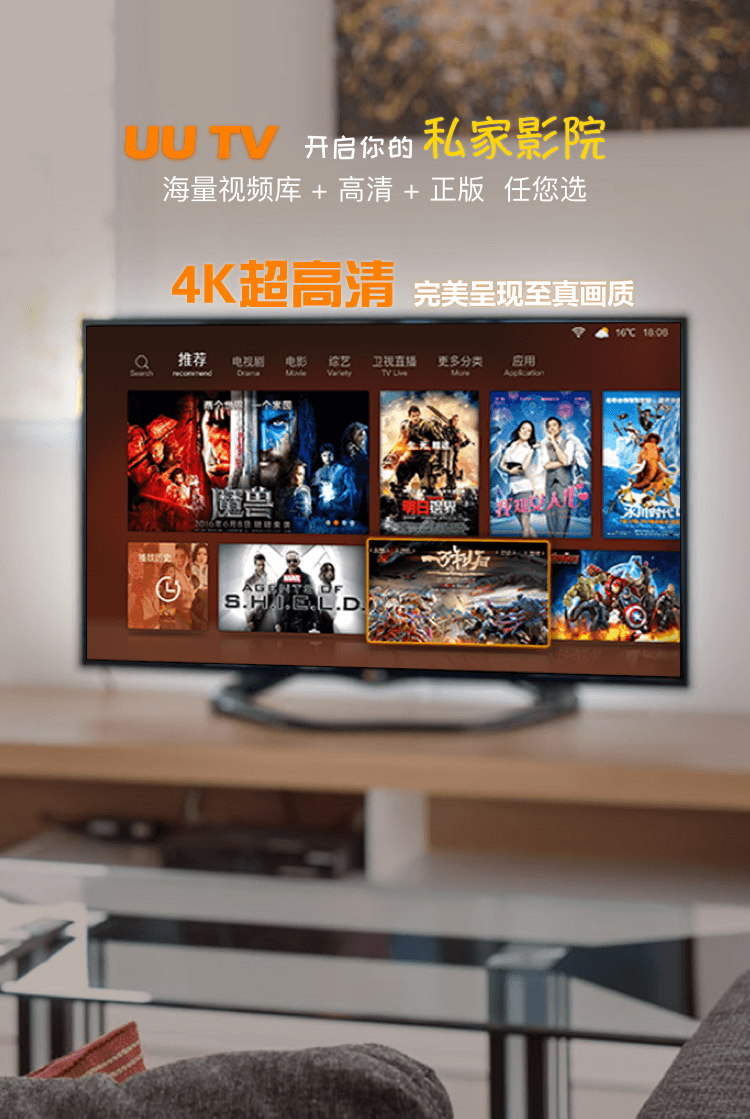 UU TV 开启你的 私家影院
海量视频库 + 高清 + 正版 任您选
4K超高清 完美呈现至真画质
16℃ 18:08
推荐 电视剧 电影 综艺 卫视直播 更多分类 应用
Search recommend Drama Movie Variety TV Live More Application
两个世界 一个家园
魔兽
2016年6月8日
明日边界
我知女人心
冰川时代
播放历史
MARVEL
AGENTS OF
S.H.I.E.L.D.